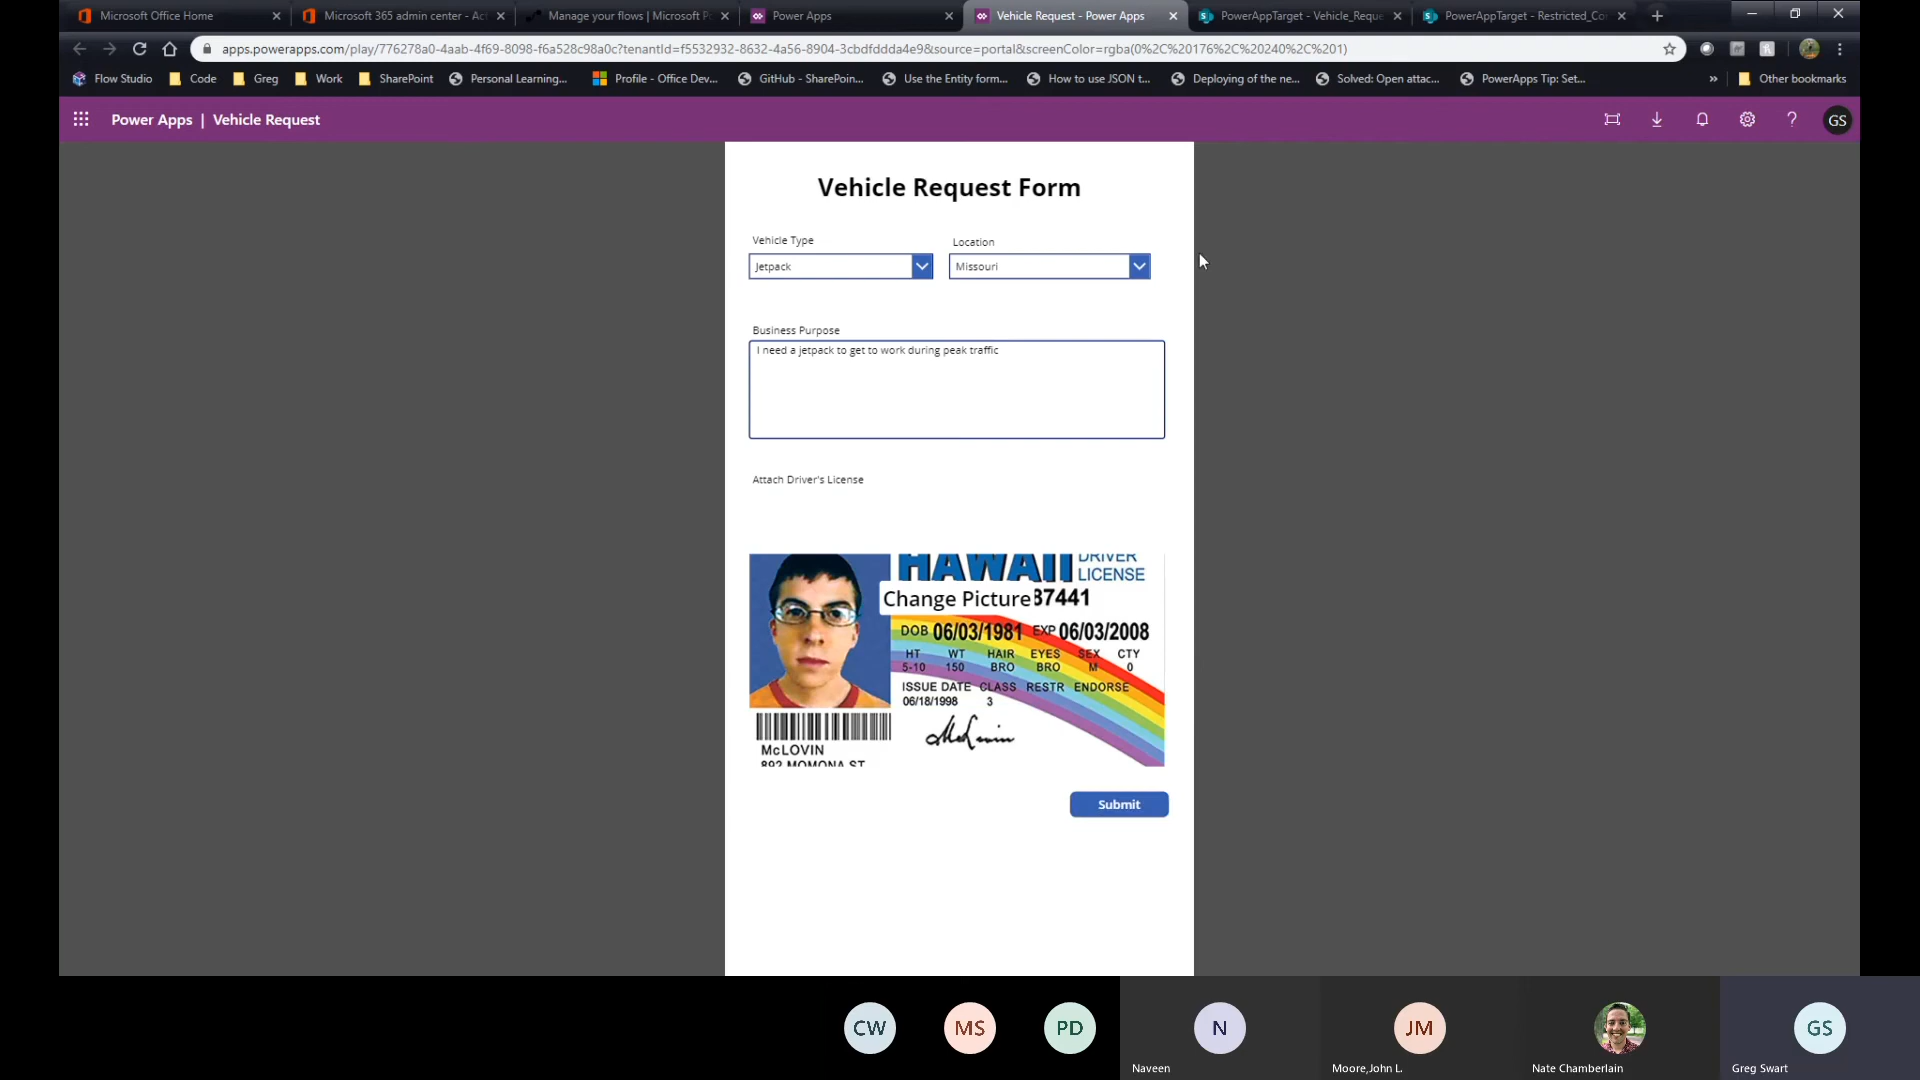 Microsoft Office Home
Microsoft 365 admin center - Ac
Manage your flows | Microsoft P
Power Apps
Vehicle Request - Power Apps
PowerAppTarget - Vehicle_Reque
PowerAppTarget - Restricted_Co
apps.powerapps.com/play/776278a0-4aab-4f69-8098-f6a528c98a0c?tenantId=f5532932-8632-4a56-8904-3cbdfddda4e9&source=portal&screenColor=rgba(0%2C%20176%2C%20240%2C%201)
Flow Studio
Code
Greg
Work
SharePoint
Personal Learning...
Profile - Office Dev...
GitHub - SharePoin...
Use the Entity form...
How to use JSON t...
Deploying of the ne...
Solved: Open attac...
PowerApps Tip: Set...
»
Other bookmarks
Power Apps | Vehicle Request
GS
Vehicle Request Form
Vehicle Type
Location
Jetpack
Missouri
Business Purpose
I need a jetpack to get to work during peak traffic
Attach Driver's License
HAWAII
DRIVER
LICENSE
Change Picture
87441
DOB 06/03/1981 EXP 06/03/2008
HT WT HAIR EYES SEX CTY
5-10 150 BRO BRO M 0
ISSUE DATE CLASS RESTR ENDORSE
06/18/1998 3
McLovin
McLOVIN
892 MOMONA ST
Submit
CW
MS
PD
N
JM
GS
Naveen
Moore,John L.
Nate Chamberlain
Greg Swart